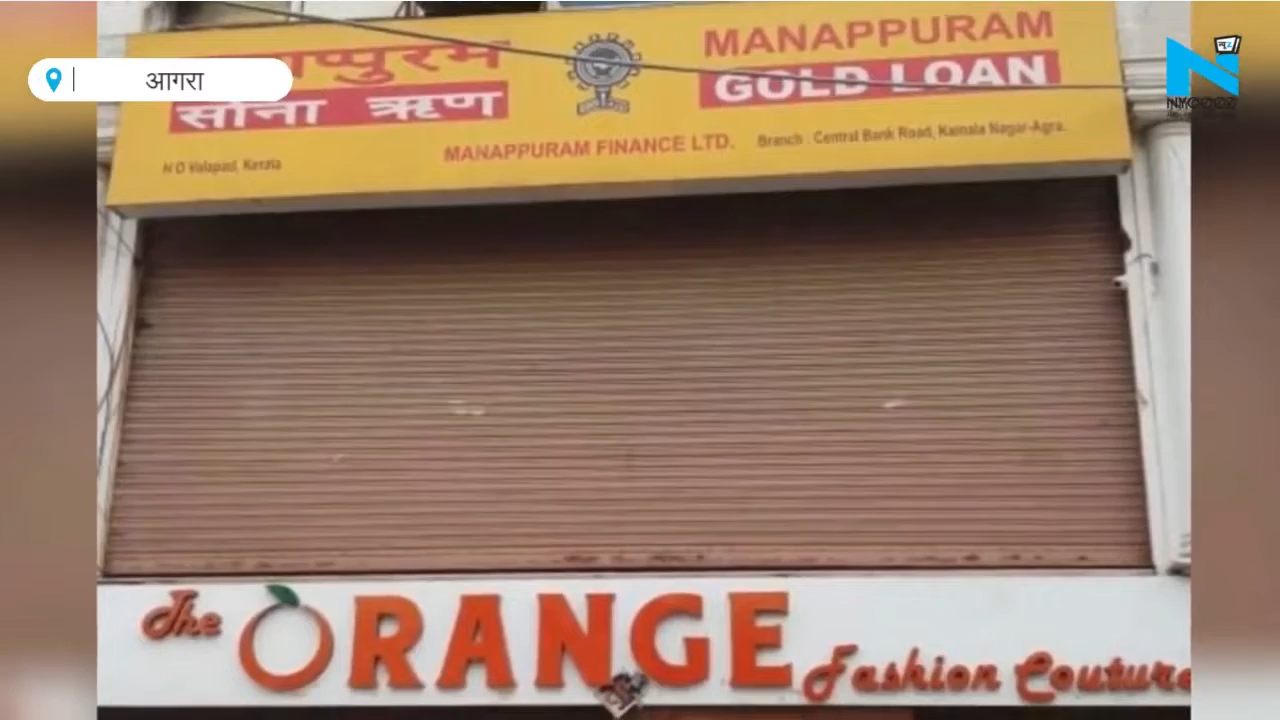 आगरा
MANAPPURAM
सोना ऋण
GOLD LOAN
MANAPPURAM FINANCE LTD.
Branch : Central Bank Road, Kamala Nagar-Agra.
H O Valapad, Kerala
The ORANGE Fashion Couture